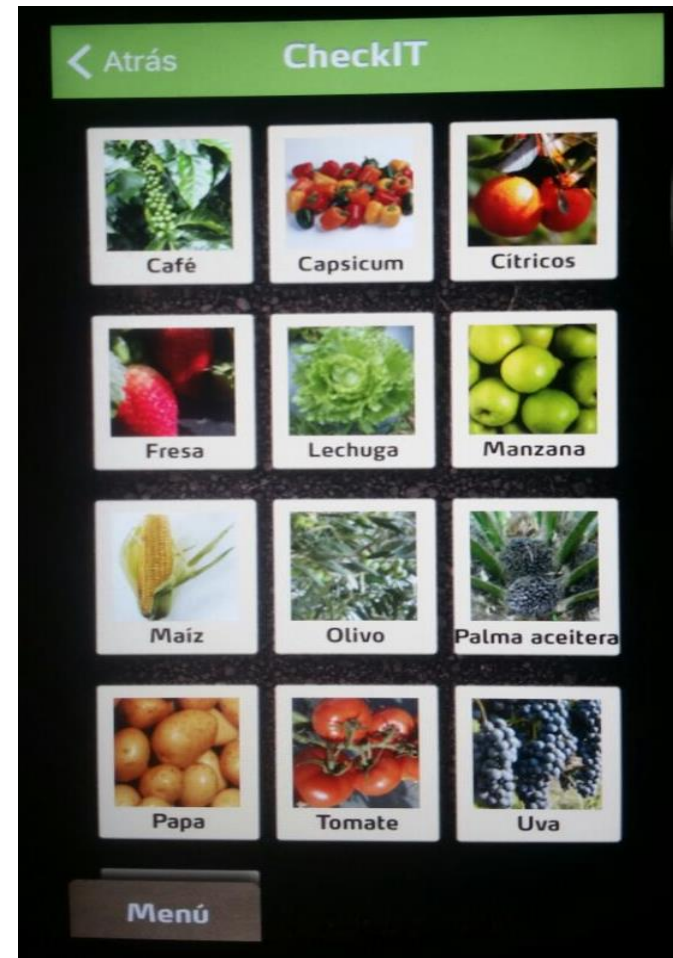 Atrás
CheckIT
Café
Capsicum
Cítricos
Fresa
Lechuga
Manzana
Maíz
Olivo
Palma aceitera
Papa
Tomate
Uva
Menú